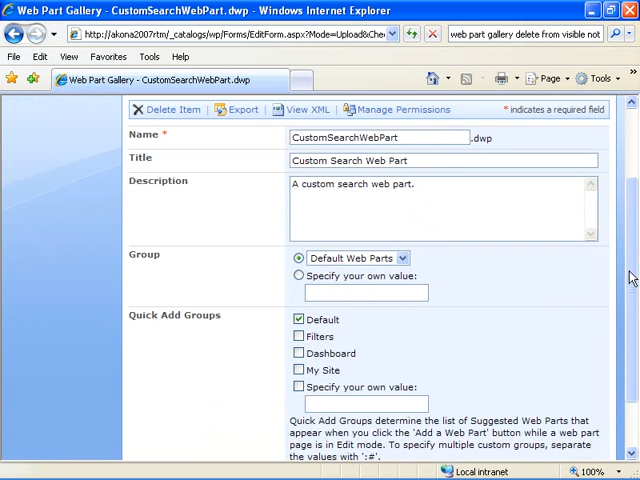 Web Part Gallery - CustomSearchWebPart.dwp - Windows Internet Explorer
http://akona2007rtm/_catalogs/wp/Forms/EditForm.aspx?Mode=Upload&Chec
web part gallery delete from visible not
File Edit View Favorites Tools
Web Part Gallery - CustomSearchWebPart.dwp
Page Tools
Delete Item Export View XML Manage Permissions * indicates a required field
Name * CustomSearchWebPart .dwp
Title Custom Search Web Part
Description A custom search web part.
Group Default Web Parts
Specify your own value:
Quick Add Groups Default
Filters
Dashboard
My Site
Specify your own value:
Quick Add Groups determine the list of Suggested Web Parts that
appear when you click the 'Add a Web Part' button while a web part
page is in Edit mode. To specify multiple custom groups, separate
the values with ';#'.
Local intranet 100%